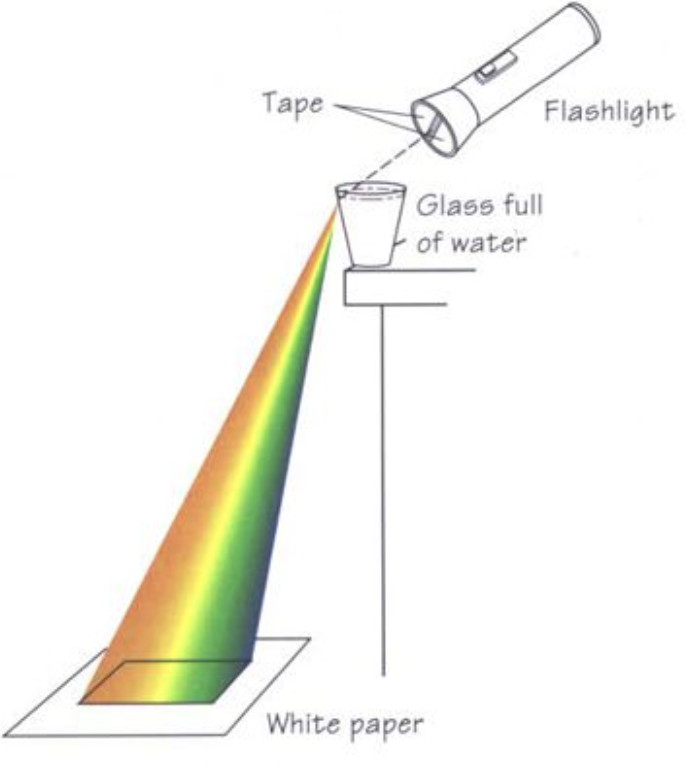 Tape
Flashlight
Glass full
of water
White paper